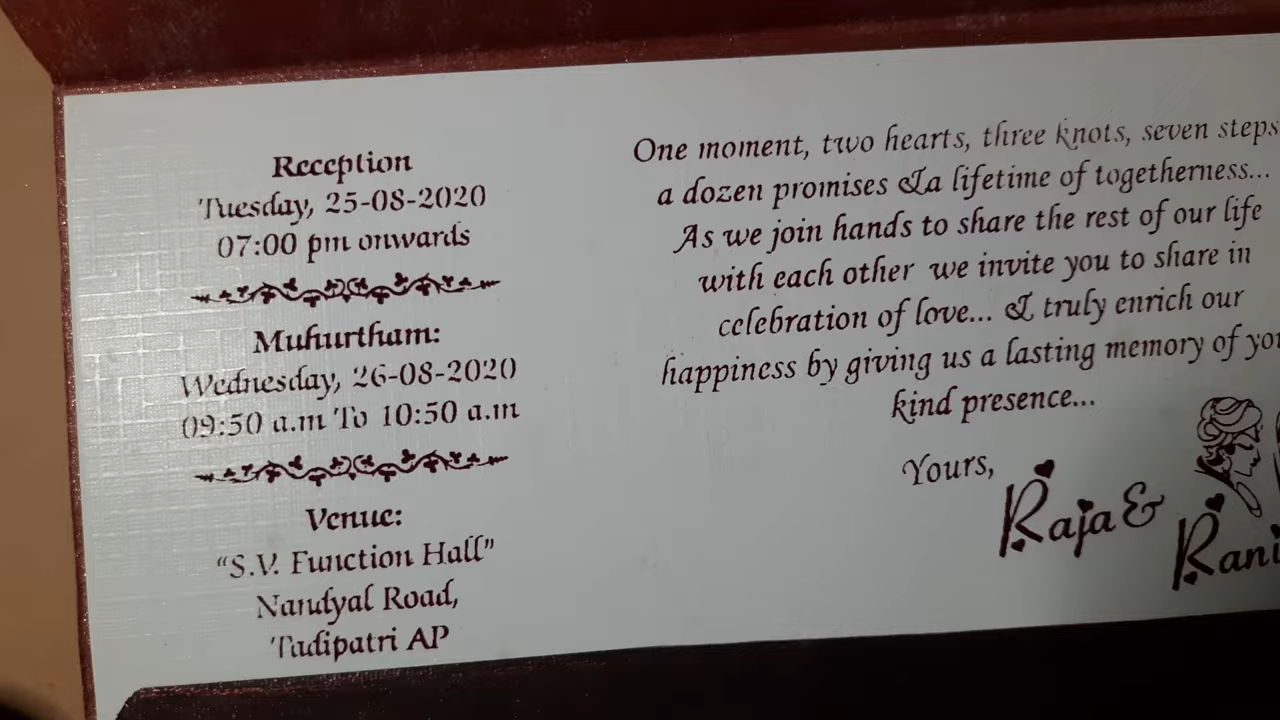 Reception
Tuesday, 25-08-2020
07:00 pm onwards
Muhurtham:
Wednesday, 26-08-2020
09:50 a.m To 10:50 a.m
Venue:
"S.V. Function Hall"
Nandyal Road,
Tadipatri AP
One moment, two hearts, three knots, seven steps
a dozen promises & a lifetime of togetherness...
As we join hands to share the rest of our life
with each other we invite you to share in
celebration of love... & truly enrich our
happiness by giving us a lasting memory of
kind presence...
Yours,
Raja &
Rani